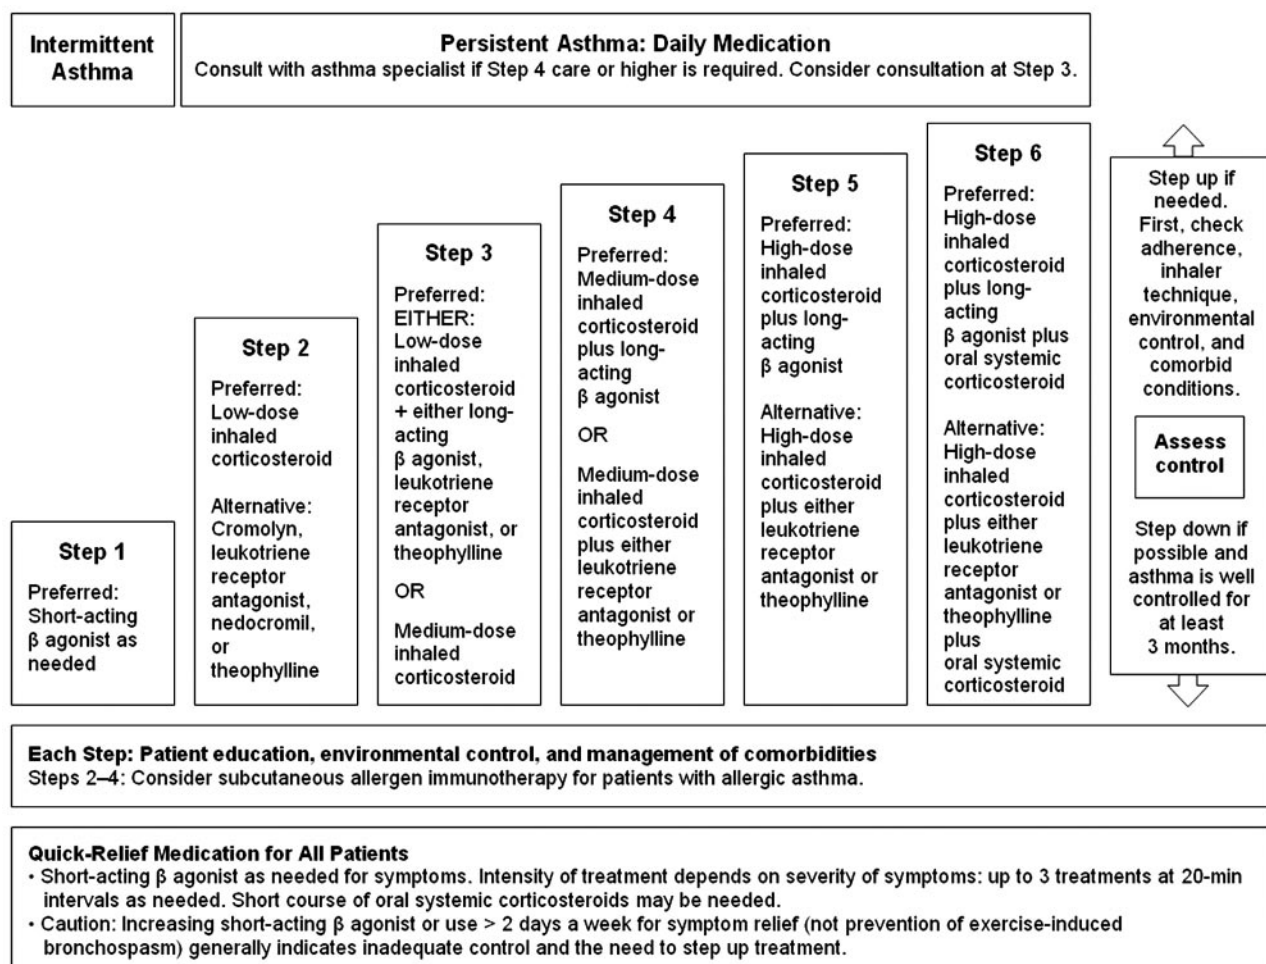 Intermittent
Asthma
Persistent Asthma: Daily Medication
Consult with asthma specialist if Step 4 care or higher is required. Consider consultation at Step 3.
Step 1
Preferred:
Short-acting
β agonist as
needed
Step 2
Preferred:
Low-dose
inhaled
corticosteroid
Alternative:
Cromolyn,
leukotriene
receptor
antagonist,
nedocromil,
or
theophylline
Step 3
Preferred:
EITHER:
Low-dose
inhaled
corticosteroid
+ either long-
acting
β agonist,
leukotriene
receptor
antagonist, or
theophylline
OR
Medium-dose
inhaled
corticosteroid
Step 4
Preferred:
Medium-dose
inhaled
corticosteroid
plus long-
acting
β agonist
OR
Medium-dose
inhaled
corticosteroid
plus either
leukotriene
receptor
antagonist or
theophylline
Step 5
Preferred:
High-dose
inhaled
corticosteroid
plus long-
acting
β agonist
Alternative:
High-dose
inhaled
corticosteroid
plus either
leukotriene
receptor
antagonist or
theophylline
Step 6
Preferred:
High-dose
inhaled
corticosteroid
plus long-
acting
β agonist plus
oral systemic
corticosteroid
Alternative:
High-dose
inhaled
corticosteroid
plus either
leukotriene
receptor
antagonist or
theophylline
plus
oral systemic
corticosteroid
Step up if
needed.
First, check
adherence,
inhaler
technique,
environmental
control, and
comorbid
conditions.
Assess
control
Step down if
possible and
asthma is well
controlled for
at least
3 months.
Each Step: Patient education, environmental control, and management of comorbidities
Steps 2–4: Consider subcutaneous allergen immunotherapy for patients with allergic asthma.
Quick-Relief Medication for All Patients
• Short-acting β agonist as needed for symptoms. Intensity of treatment depends on severity of symptoms: up to 3 treatments at 20-min
intervals as needed. Short course of oral systemic corticosteroids may be needed.
• Caution: Increasing short-acting β agonist or use > 2 days a week for symptom relief (not prevention of exercise-induced
bronchospasm) generally indicates inadequate control and the need to step up treatment.